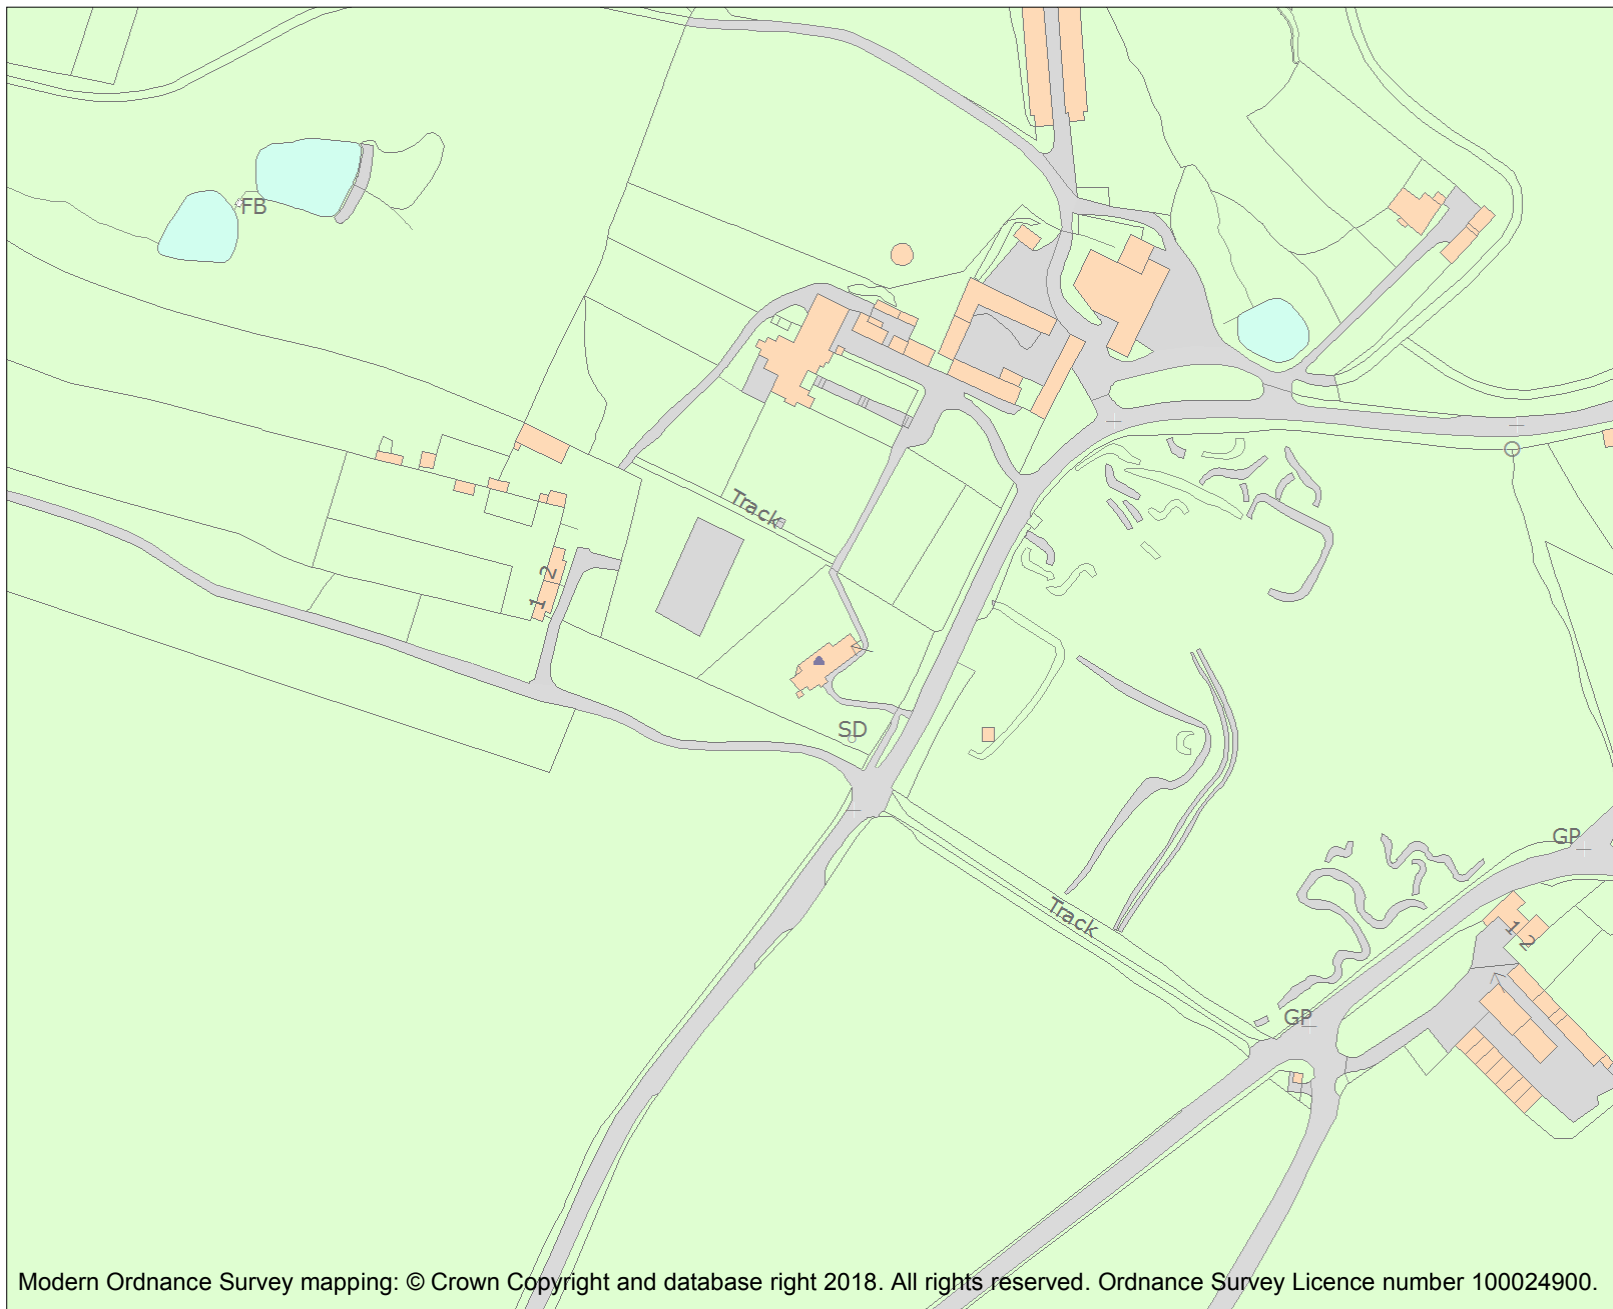 FB
Track
2
1
SD
GP
Track
1
2
GP
Modern Ordnance Survey mapping: © Crown Copyright and database right 2018. All rights reserved. Ordnance Survey Licence number 100024900.